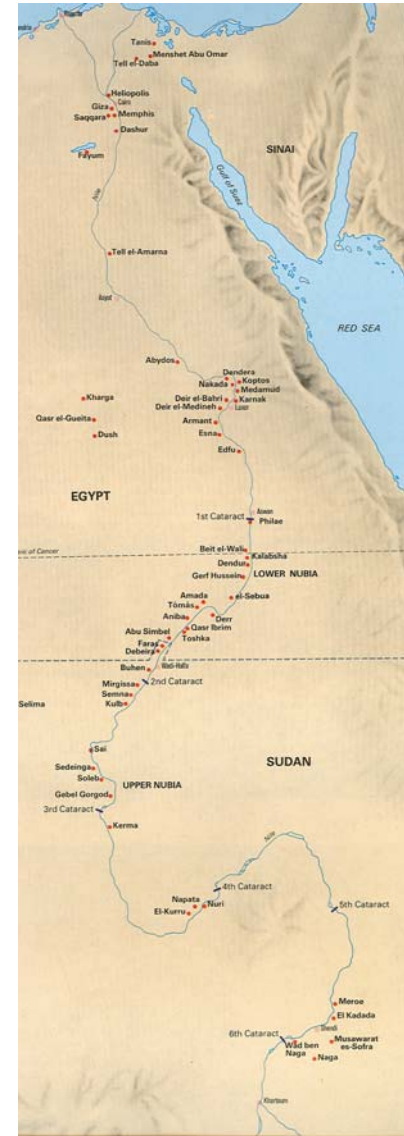 Tanis
Menshet Abu Omar
Tell el-Daba
Heliopolis
Cairo
Giza
Memphis
Saqqara
Dashur
SINAI
Fayum
Gulf of Suez
Nile
Tell el-Amarna
RED SEA
Abydos
Dendera
Nakada
Koptos
Medamud
Kharga
Deir el-Bahri
Karnak
Deir el-Medineh
Luxor
Qasr el-Gueita
Armant
Dush
Esna
Edfu
EGYPT
Aswan
1st Cataract
Philae
Beit el-Wali
ic of Cancer
Kalabsha
Dendur
Gerf Hussein
LOWER NUBIA
Amada
el-Sebua
Tômâs
Aniba
Derr
Qasr Ibrim
Abu Simbel
Toshka
Faras
Debeira
Wadi-Halfa
Buhen
2nd Cataract
Mirgissa
Semna
Selima
Kulb
Sai
SUDAN
Sedeinga
Soleb
UPPER NUBIA
Gebel Gorgod
3rd Cataract
Kerma
Nile
4th Cataract
Napata
Nuri
5th Cataract
El-Kurru
Meroe
El Kadada
Shendi
6th Cataract
Musawarat
es-Sofra
Wad ben
Naga
Naga
Khartoum